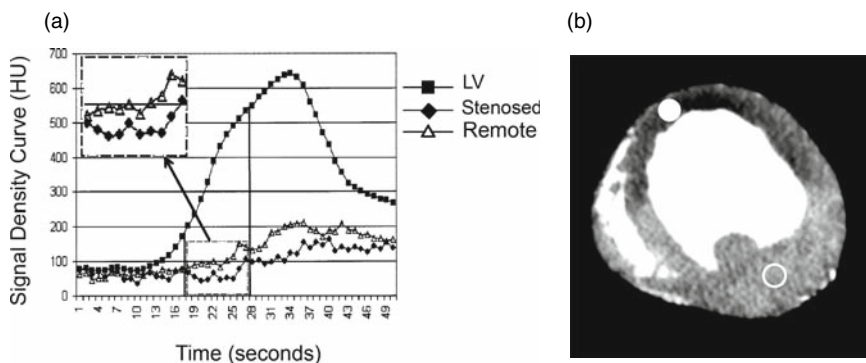 (a)
(b)
Signal Density Curve (HU)
700
600
500
400
300
200
100
0
LV
Stenosed
Remote
1 4 7 10 13 16 19 22 25 28 31 34 37 40 43 46 49
Time (seconds)